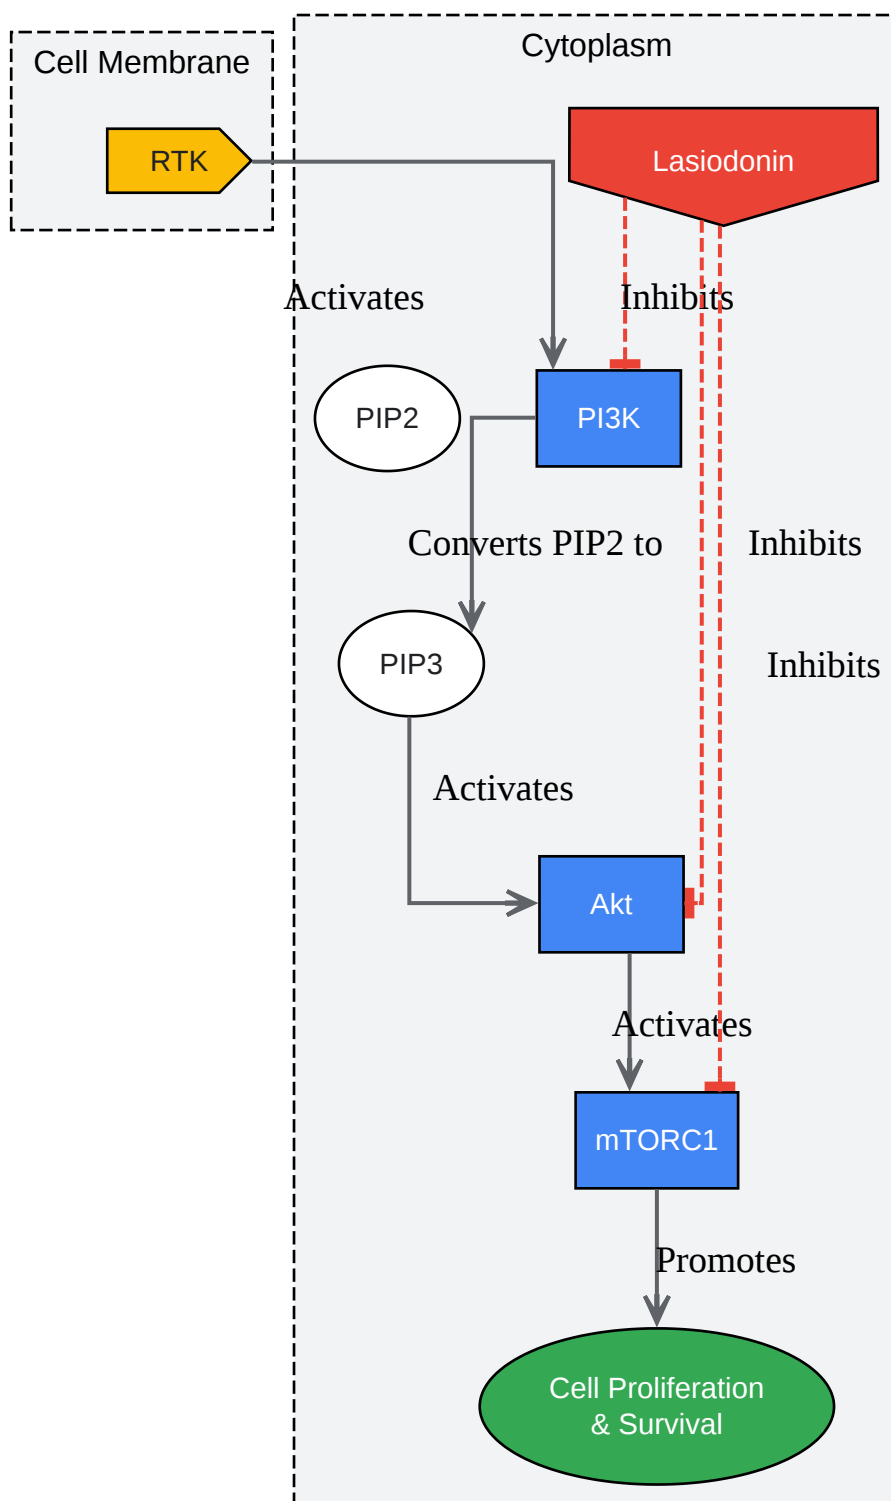 Cytoplasm
Cell Membrane
RTK
Lasiodonin
Activates
Inhibits
PIP2
PI3K
Converts PIP2 to
Inhibits
PIP3
Inhibits
Activates
Akt
Activates
mTORC1
Promotes
Cell Proliferation
& Survival